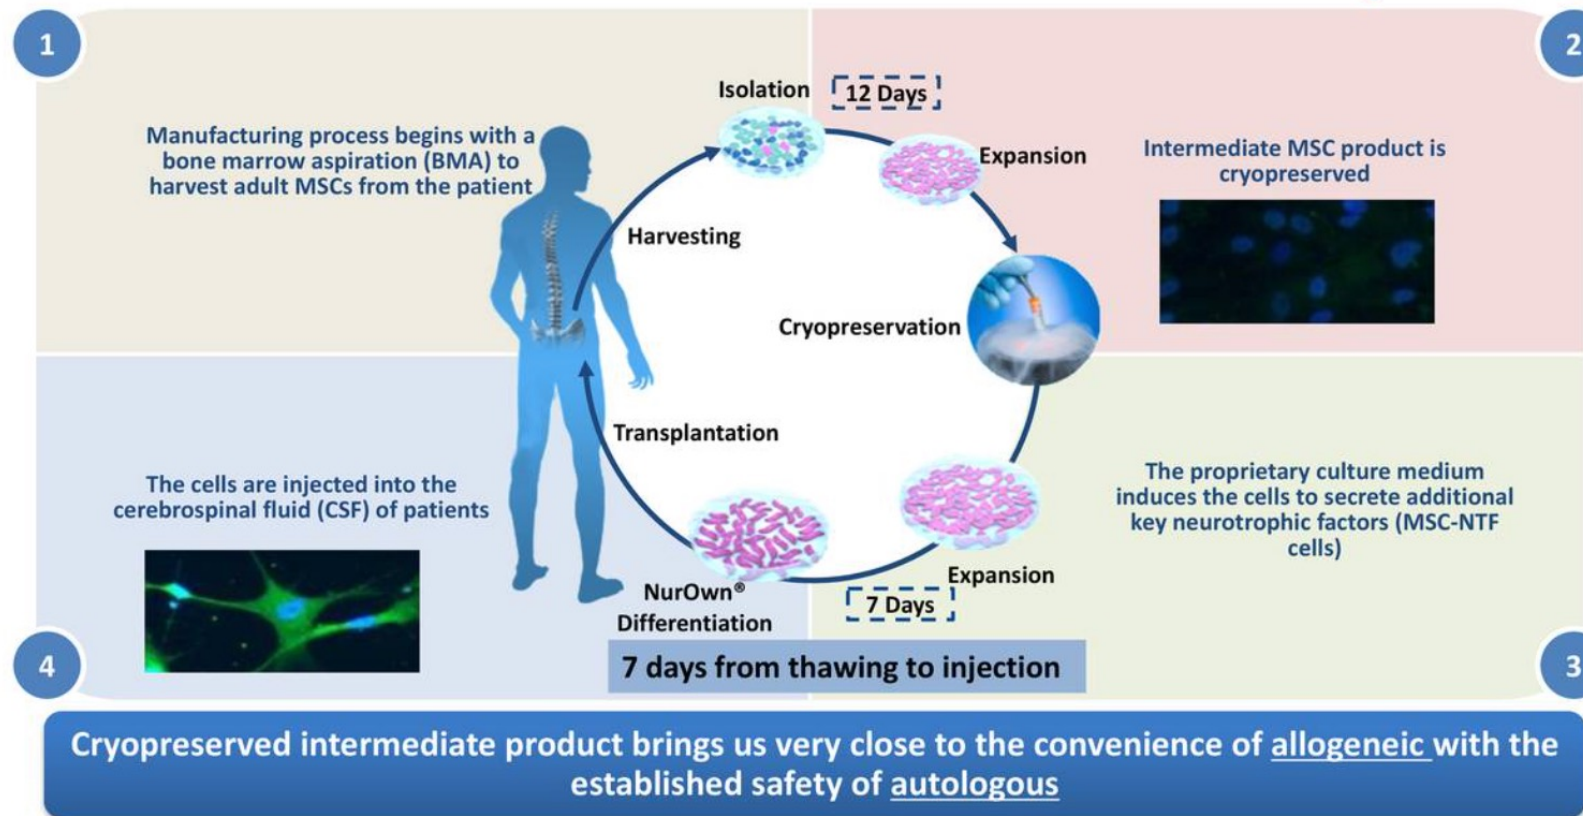 1
Manufacturing process begins with a
bone marrow aspiration (BMA) to
harvest adult MSCs from the patient
Harvesting
Isolation
12 Days
Expansion
2
Intermediate MSC product is
cryopreserved
Cryopreservation
The proprietary culture medium
induces the cells to secrete additional
key neurotrophic factors (MSC-NTF
cells)
3
Expansion
7 Days
NurOwn®
Differentiation
7 days from thawing to injection
Transplantation
The cells are injected into the
cerebrospinal fluid (CSF) of patients
4
Cryopreserved intermediate product brings us very close to the convenience of allogeneic with the
established safety of autologous